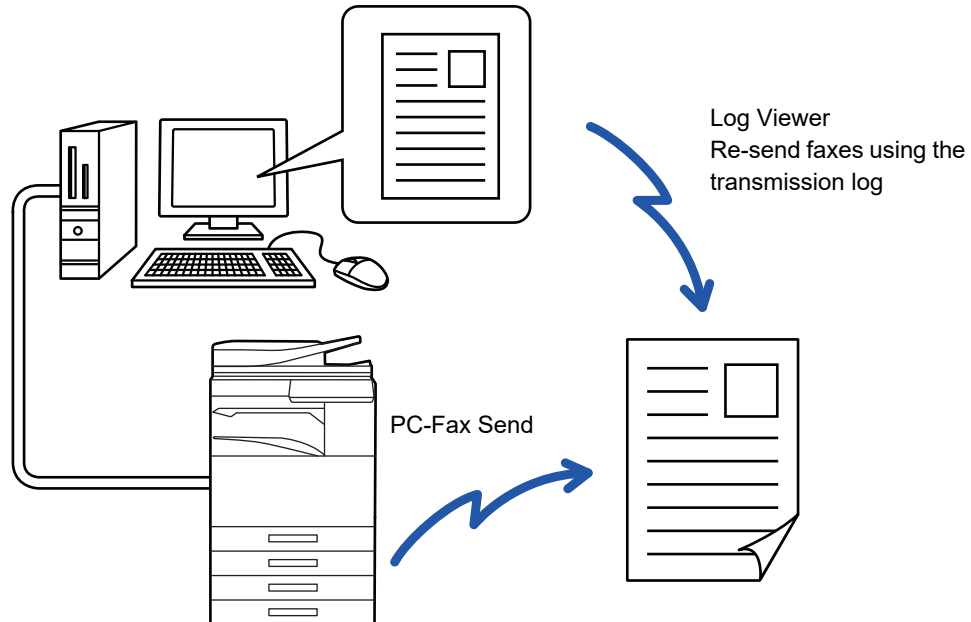 Log Viewer
Re-send faxes using the
transmission log
PC-Fax Send